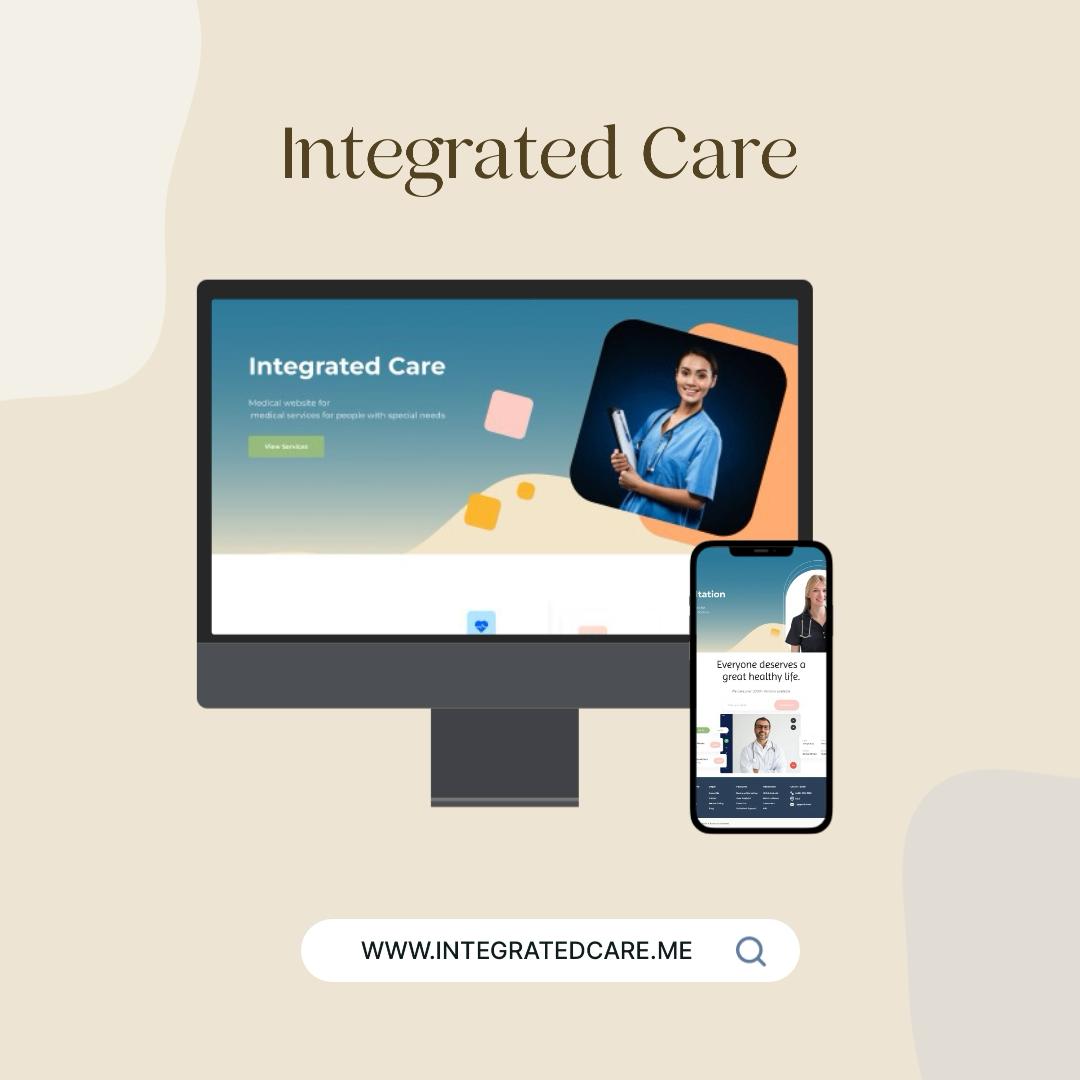 Integrated Care
Integrated Care
Medical website for
medical services for people with special needs
View Services
tation
Everyone deserves a
great healthy life.
WWW.INTEGRATEDCARE.ME